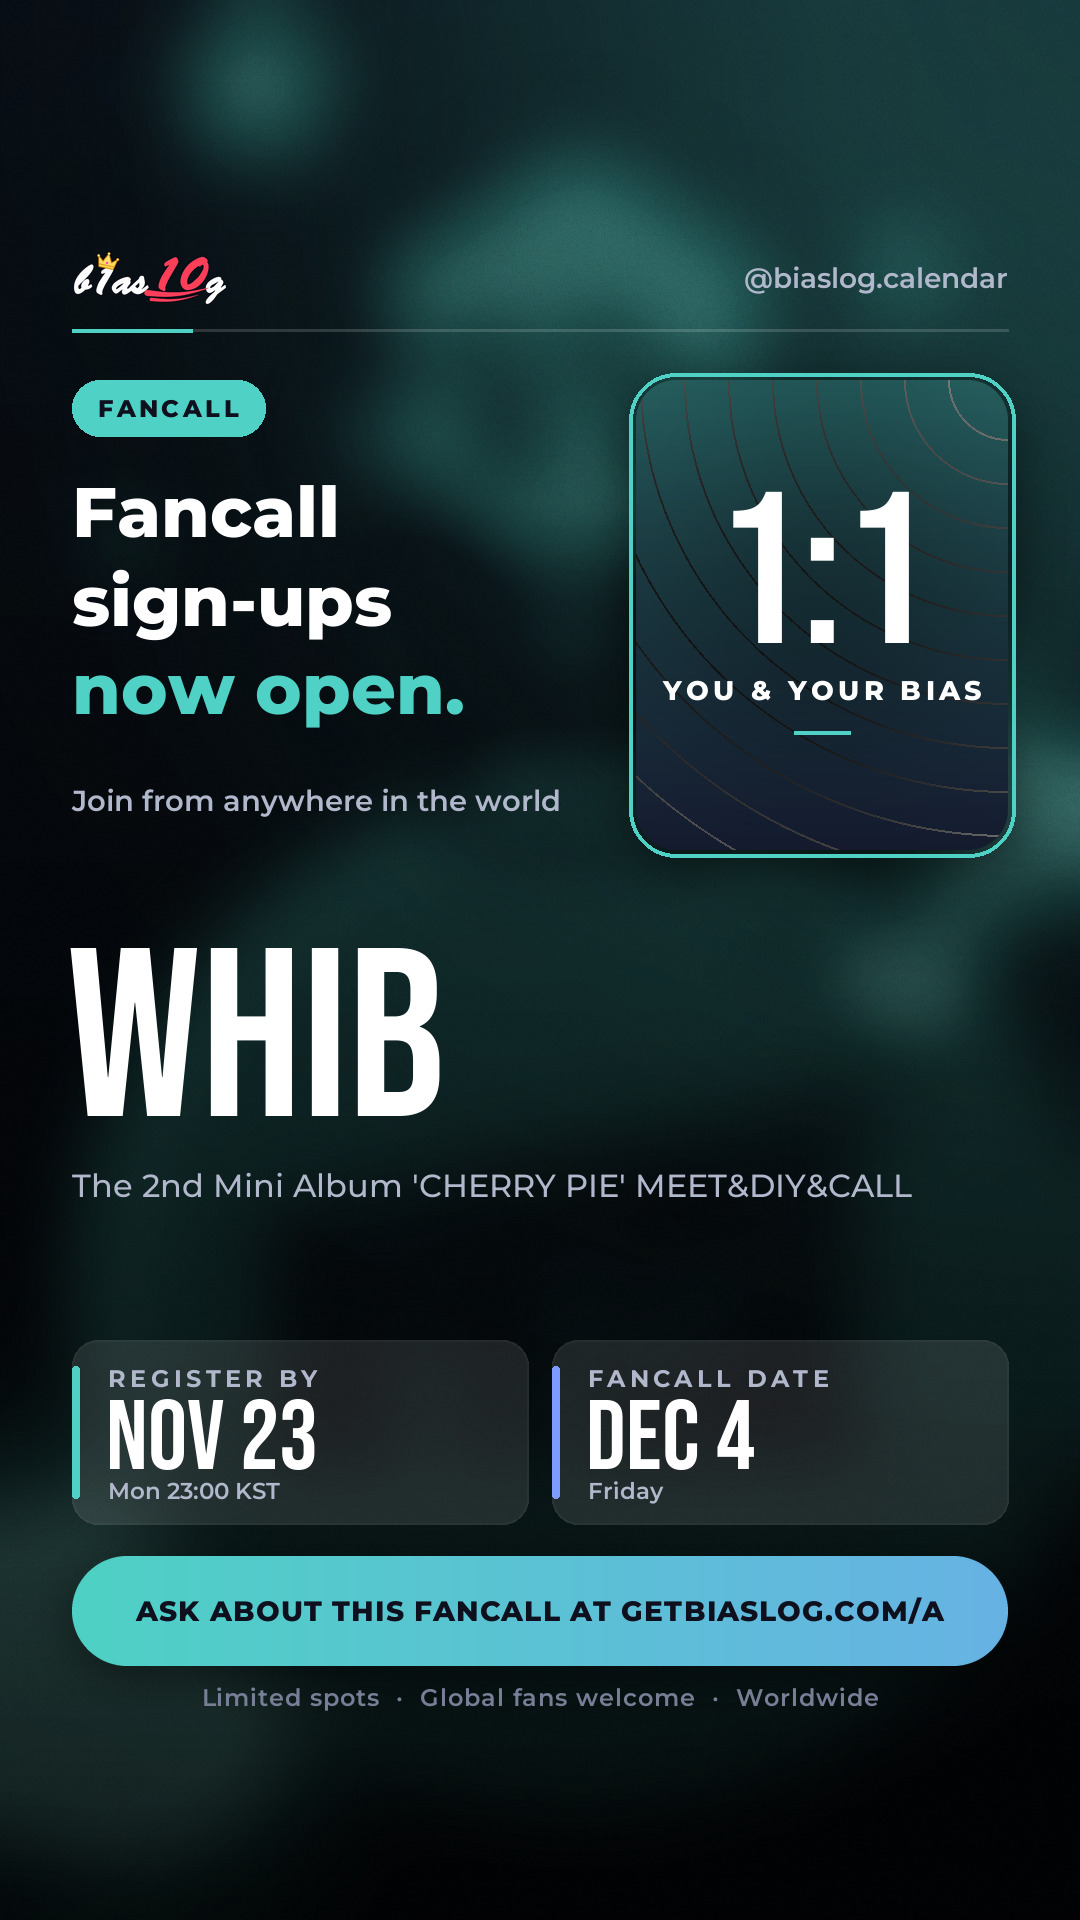 b1as10g
@biaslog.calendar
FANCALL
Fancall
sign-ups
now open.
Join from anywhere in the world
1:1
YOU & YOUR BIAS
WHIB
The 2nd Mini Album 'CHERRY PIE' MEET&DIY&CALL
REGISTER BY
NOV 23
Mon 23:00 KST
FANCALL DATE
DEC 4
Friday
ASK ABOUT THIS FANCALL AT GETBIASLOG.COM/A
Limited spots · Global fans welcome · Worldwide